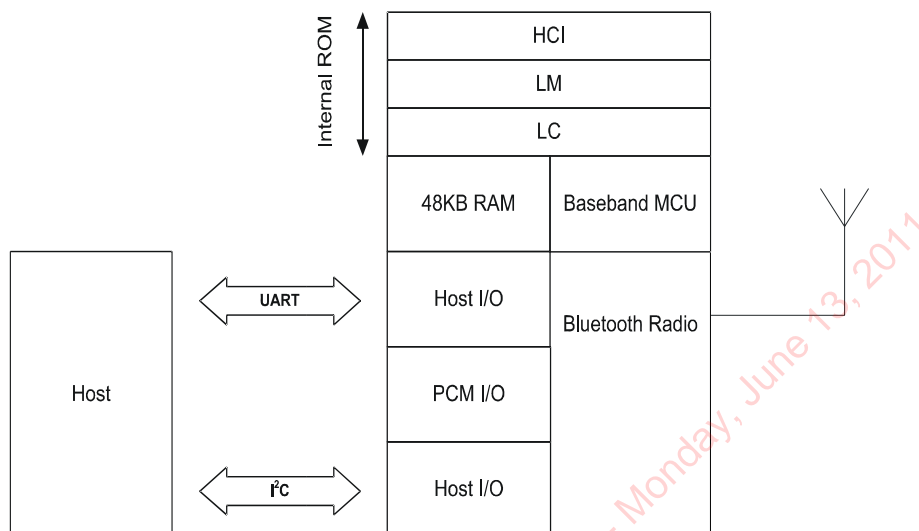 Internal ROM
HCI
LM
LC
48KB RAM
Baseband MCU
UART
Host I/O
Bluetooth Radio
Host
PCM I/O
I²C
Host I/O
- Monday, June 13, 2011